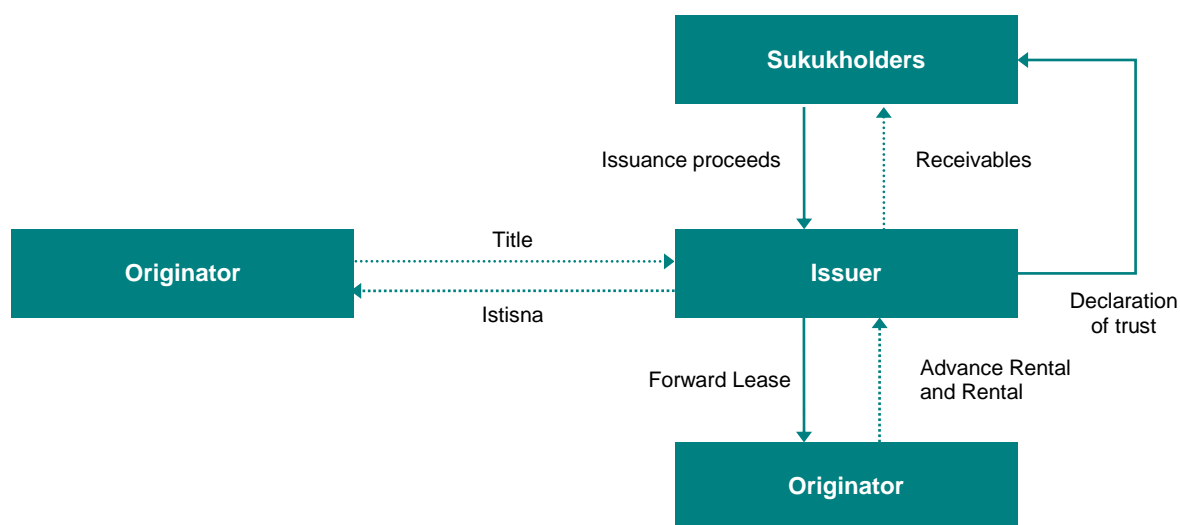 Sukukholders
Issuance proceeds
Receivables
Title
Originator
Issuer
Istisna
Declaration
of trust
Forward Lease
Advance Rental
and Rental
Originator